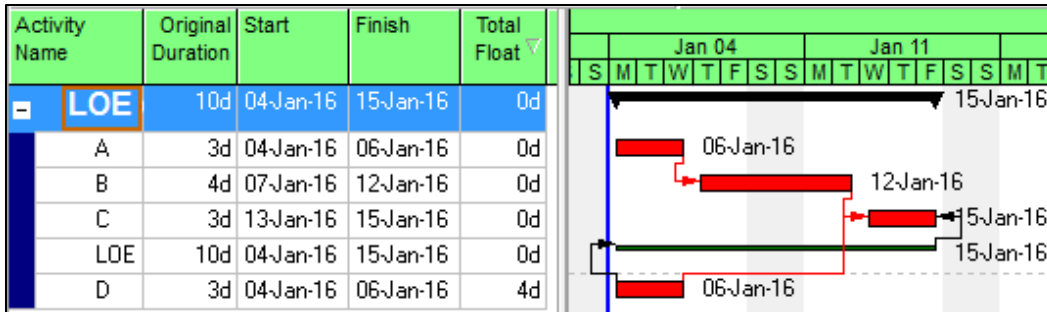 Activity Name Original Duration Start Finish Total Float
Jan 04 Jan 11
S M T W T F S S M T W T F S S M T
LOE 10d 04-Jan-16 15-Jan-16 0d 15-Jan-16
A 3d 04-Jan-16 06-Jan-16 0d 06-Jan-16
B 4d 07-Jan-16 12-Jan-16 0d 12-Jan-16
C 3d 13-Jan-16 15-Jan-16 0d 15-Jan-16
LOE 10d 04-Jan-16 15-Jan-16 0d 15-Jan-16
D 3d 04-Jan-16 06-Jan-16 4d 06-Jan-16